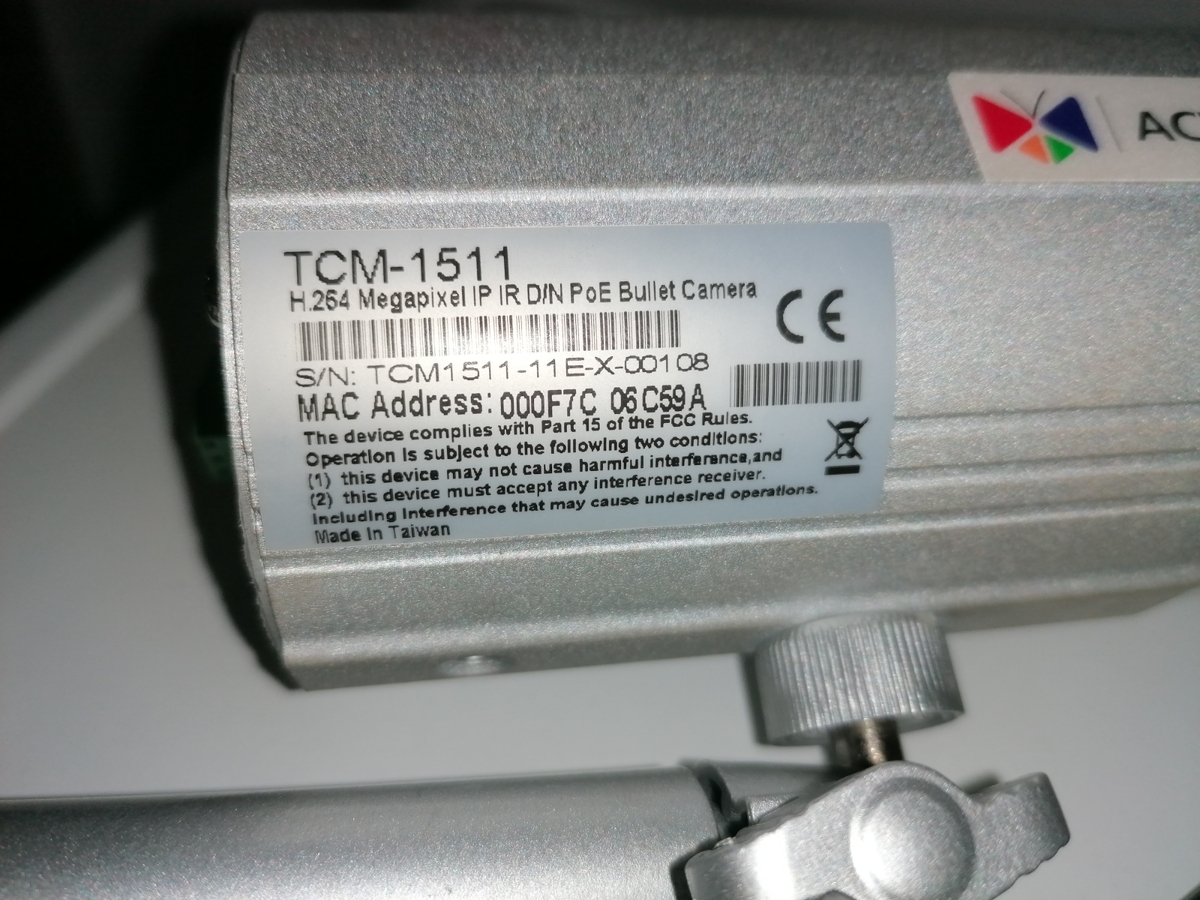 AC
TCM-1511
H.264 Megapixel IP IR D/N PoE Bullet Camera
CE
S/N: TCM1511-11E-X-00108
MAC Address: 000F7C 06C59A
The device complies with Part 15 of the FCC Rules.
Operation is subject to the following two conditions:
(1) this device may not cause harmful interference,and
(2) this device must accept any interference receiver.
Including Interference that may cause undesired operations.
Made In Taiwan